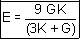 E = 9 GK / (3K + G)